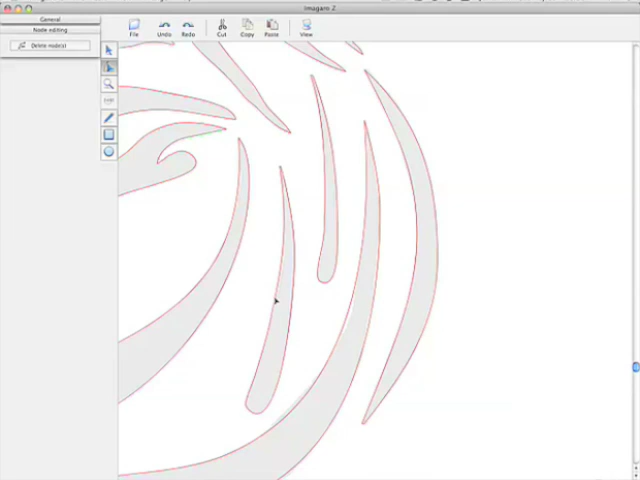 Imagaro Z
General
Node editing
Delete node(s)
File
Undo
Redo
Cut
Copy
Paste
View